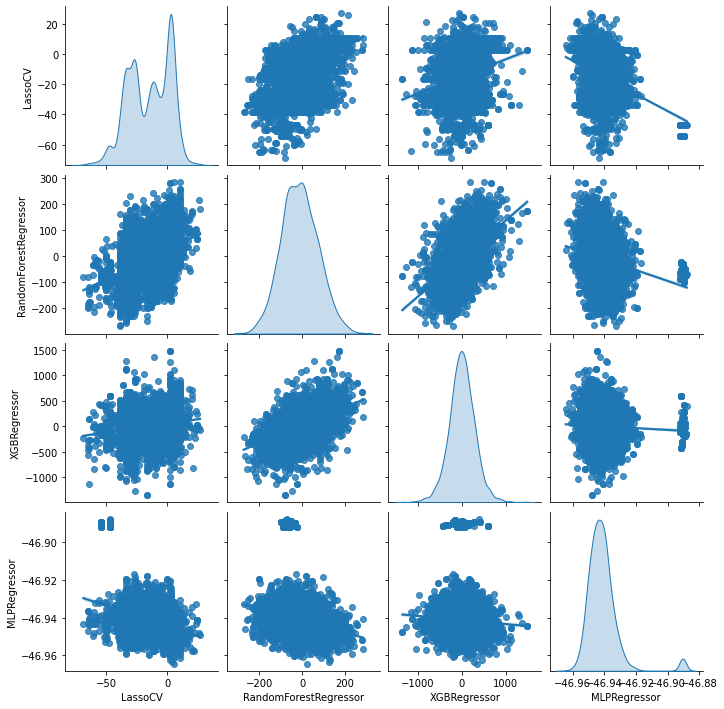 20
0
−20
−40
−60
LassoCV
300
200
100
0
−100
−200
RandomForestRegressor
1500
1000
500
0
−500
−1000
XGBRegressor
−46.90
−46.92
−46.94
−46.96
MLPRegressor
−50 0
−200 0 200
−1000 0 1000
−46.96 −46.94 −46.92 −46.90 −46.88
LassoCV RandomForestRegressor XGBRegressor MLPRegressor